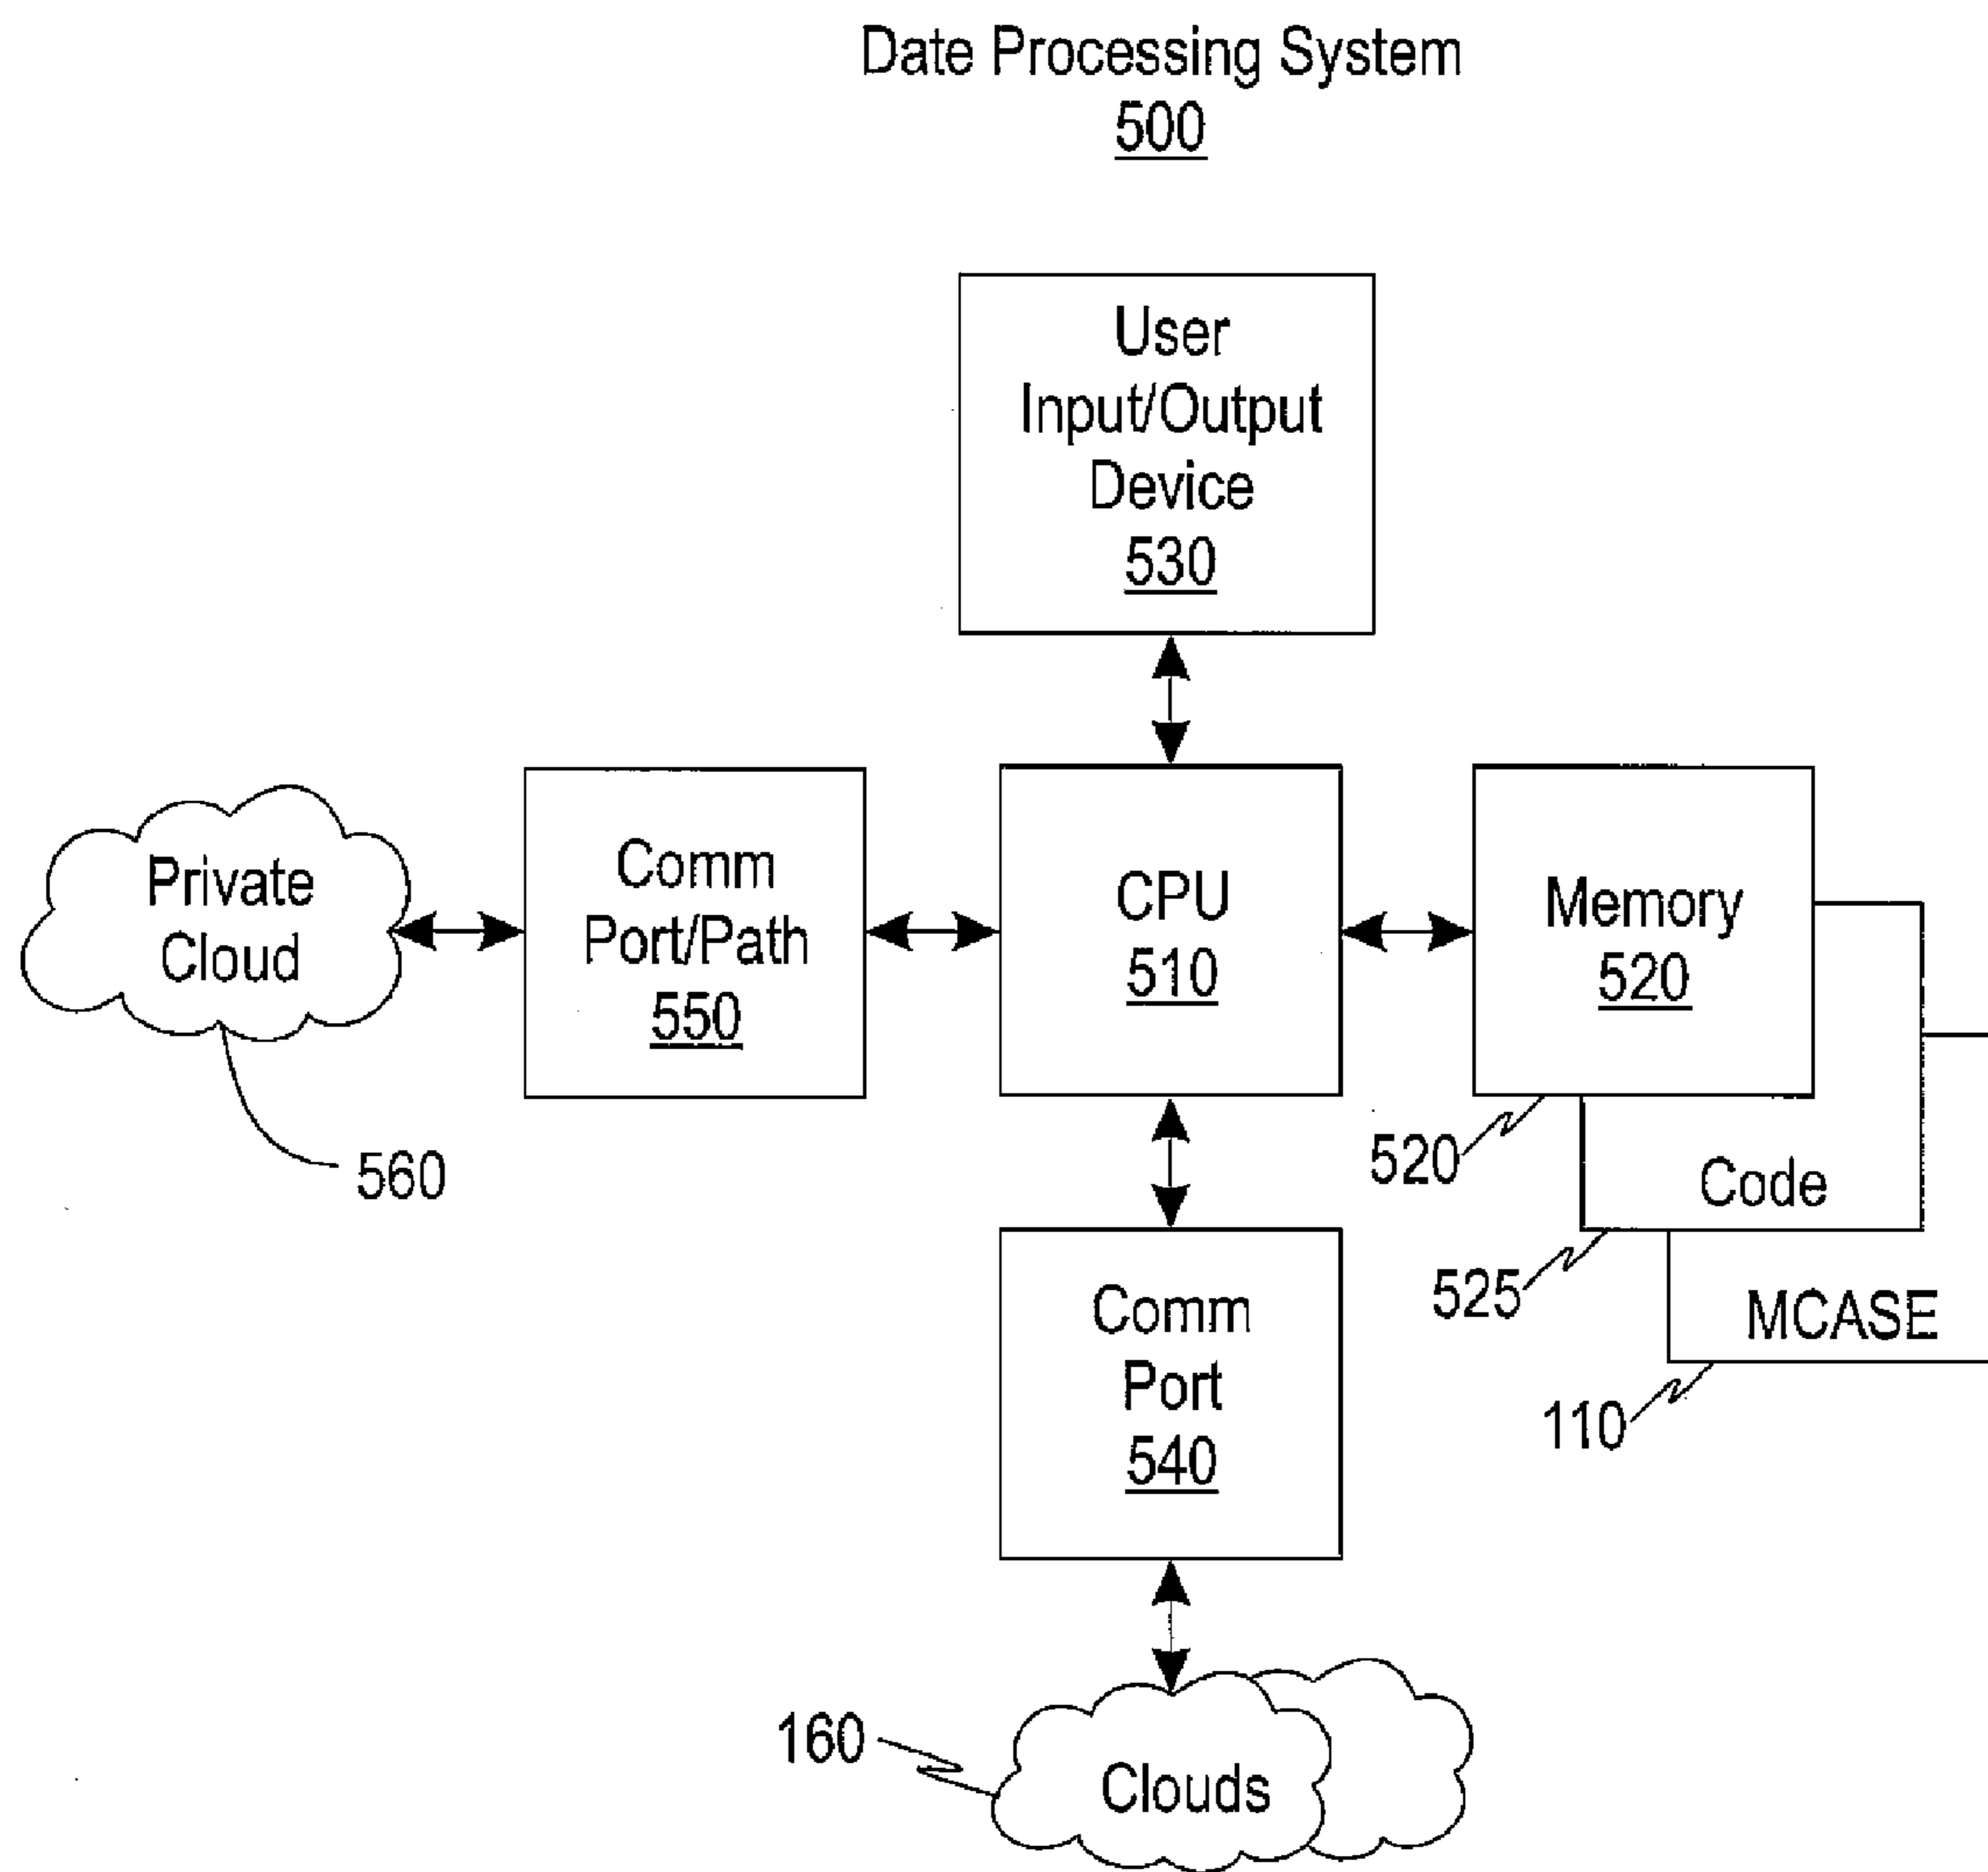 Date Processing System
500
User
Input/Output
Device
530
Private
Cloud
560
Comm
Port/Path
550
CPU
510
Memory
520
520
Code
525
MCASE
110
Comm
Port
540
160
Clouds